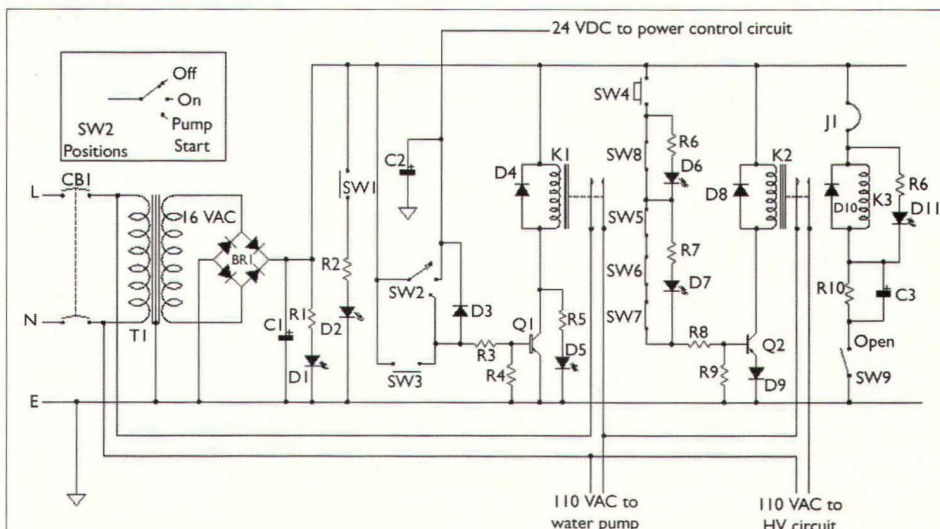 24 VDC to power control circuit
Off
On
Pump
Start
SW2
Positions
L
CB1
16 VAC
BR1
N
T1
C1
R1
D1
R2
D2
SW1
C2
SW2
D3
SW3
R3
R4
Q1
D4
K1
R5
D5
SW4
R6
D6
SW8
SW5
R7
D7
SW6
SW7
R8
R9
Q2
D9
D8
K2
J1
D10
K3
R6
D11
R10
C3
Open
SW9
E
110 VAC to
water pump
110 VAC to
HV circuit